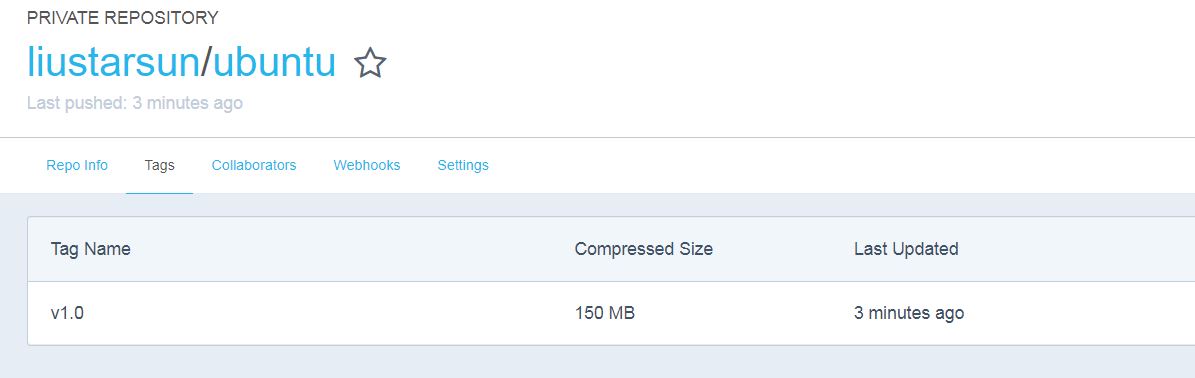 PRIVATE REPOSITORY
liustarsun/ubuntu
Last pushed: 3 minutes ago
Repo Info Tags Collaborators Webhooks Settings
Tag Name Compressed Size Last Updated
v1.0 150 MB 3 minutes ago